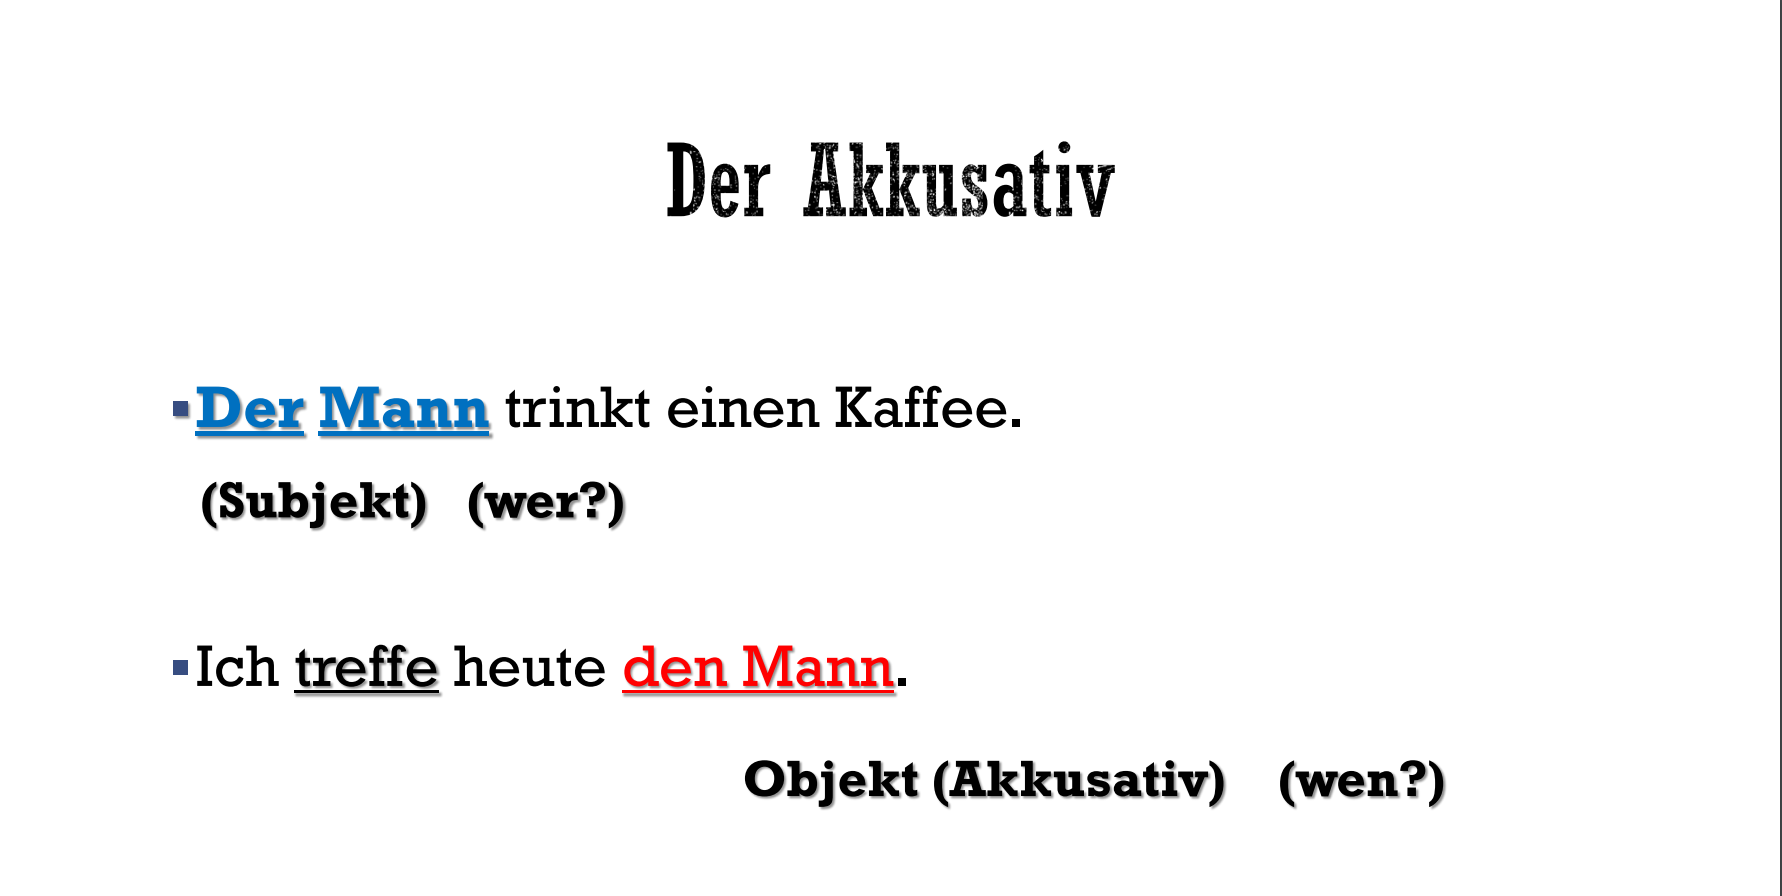 Der Akkusativ
▪Der Mann trinkt einen Kaffee.
(Subjekt) (wer?)
▪Ich treffe heute den Mann.
Objekt (Akkusativ) (wen?)